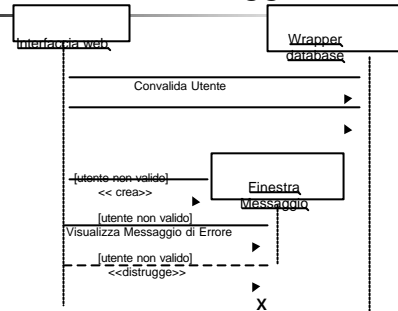 Interfaccia web
Wrapper
database
Convalida Utente
[utente non valido]
<< crea>>
Finestra
Messaggio
[utente non valido]
Visualizza Messaggio di Errore
[utente non valido]
<<distrugge>>
X